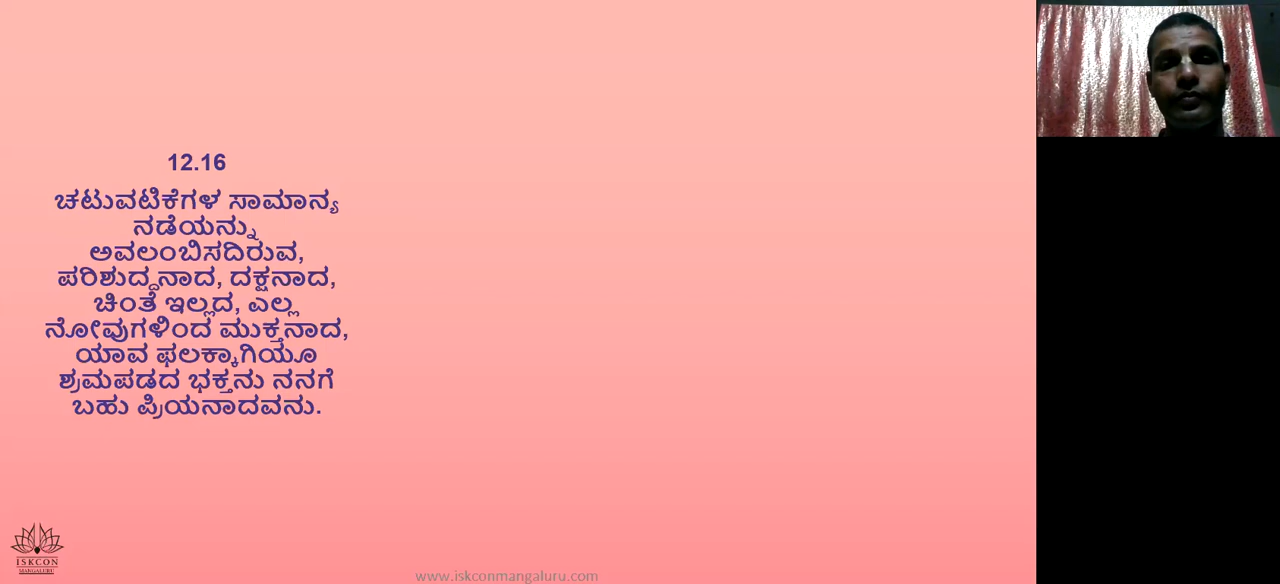 12.16
ಚಟುವಟಿಕೆಗಳ ಸಾಮಾನ್ಯ
ನಡೆಯನ್ನು
ಅವಲಂಬಿಸದಿರುವ,
ಪರಿಶುದ್ಧನಾದ, ದಕ್ಷನಾದ,
ಚಿಂತೆ ಇಲ್ಲದ, ಎಲ್ಲ
ನೋವುಗಳಿಂದ ಮುಕ್ತನಾದ,
ಯಾವ ಫಲಕ್ಕಾಗಿಯೂ
ಶ್ರಮಪಡದ ಭಕ್ತನು ನನಗೆ
ಬಹು ಪ್ರಿಯನಾದವನು.
ISKCON
MANGALURU
www.iskconmangaluru.com